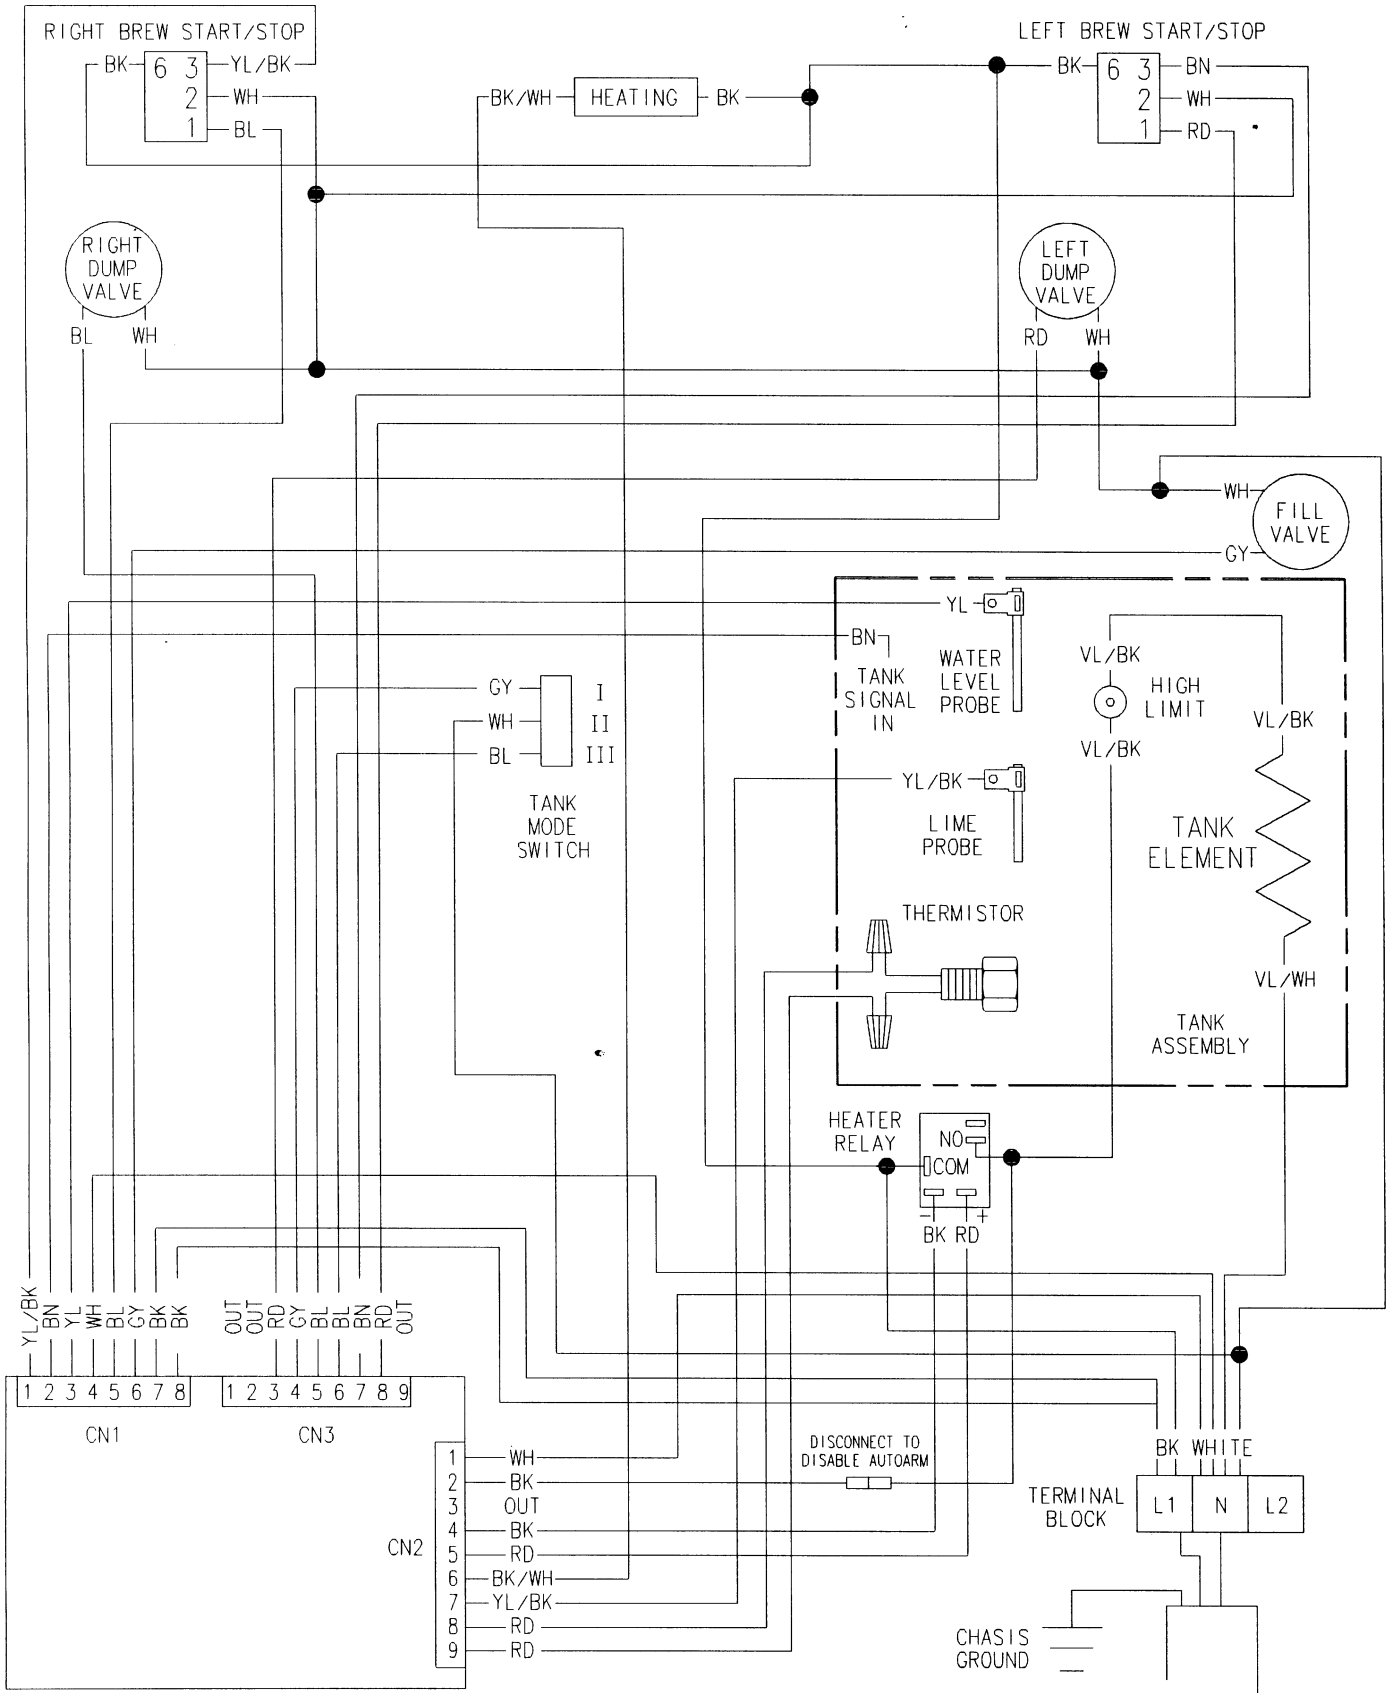 RIGHT BREW START/STOP
LEFT BREW START/STOP
BK
6 3
YL/BK
2
WH
1
BL
BK/WH
HEATING
BK
BK
6 3
BN
2
WH
1
RD
RIGHT
DUMP
VALVE
BL
WH
LEFT
DUMP
VALVE
RD
WH
WH
FILL
VALVE
GY
YL
BN
TANK
SIGNAL
IN
WATER
LEVEL
PROBE
VL/BK
HIGH
LIMIT
VL/BK
VL/BK
GY
I
WH
II
BL
III
TANK
MODE
SWITCH
YL/BK
LIME
PROBE
TANK
ELEMENT
THERMISTOR
VL/WH
TANK
ASSEMBLY
HEATER
RELAY
NO
COM
- +
BK RD
YL/BK
BN
YL
WH
BL
GY
BK
BK
OUT
OUT
RD
GY
BL
BL
BN
RD
OUT
1 2 3 4 5 6 7 8
1 2 3 4 5 6 7 8 9
CN1
CN3
1
WH
2
BK
3
OUT
4
BK
5
RD
6
BK/WH
7
YL/BK
8
RD
9
RD
CN2
DISCONNECT TO
DISABLE AUTOARM
BK WHITE
TERMINAL
BLOCK
L1 N L2
CHASIS
GROUND